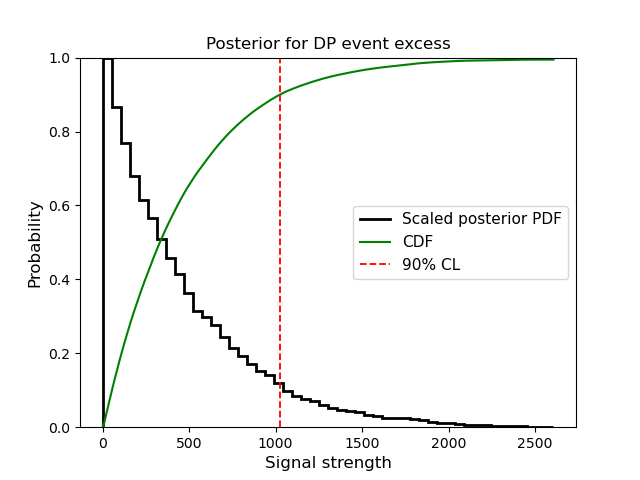 Posterior for DP event excess
Probability
1.0
0.8
0.6
0.4
0.2
0.0
Scaled posterior PDF
CDF
90% CL
0
500
1000
1500
2000
2500
Signal strength